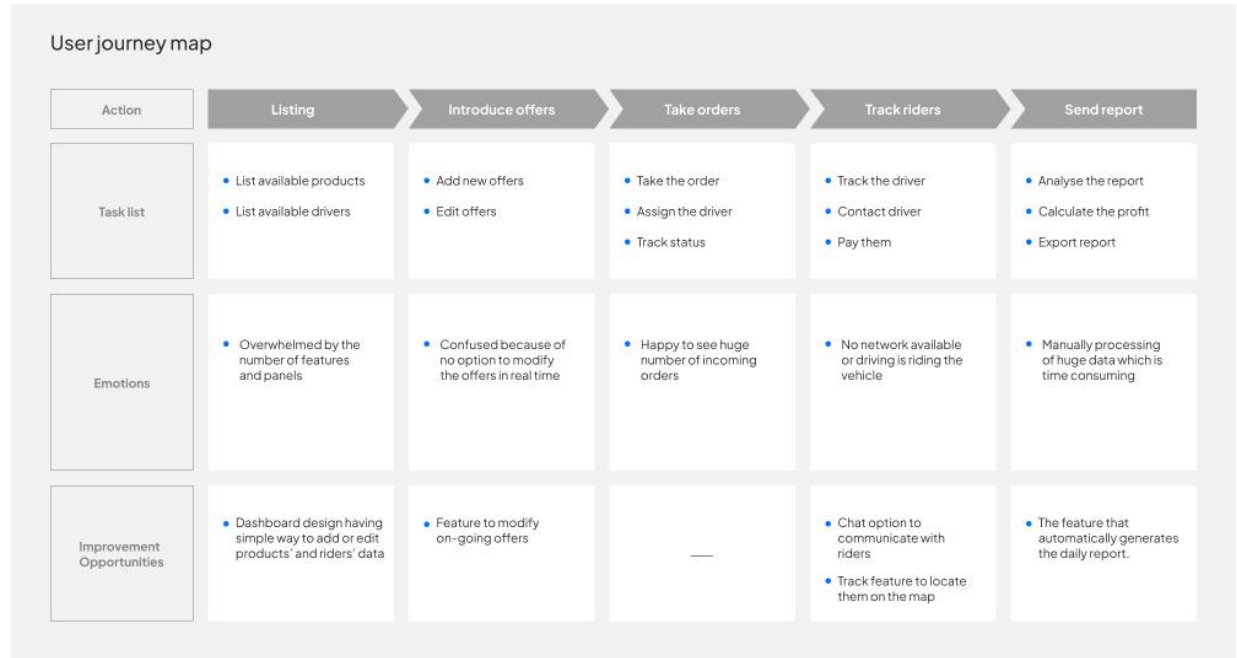 User journey map
Action
Listing
Introduce offers
Take orders
Track riders
Send report
Task list
List available products
List available drivers
Add new offers
Edit offers
Take the order
Assign the driver
Track status
Track the driver
Contact driver
Pay them
Analyse the report
Calculate the profit
Export report
Emotions
Overwhelmed by the
number of features
and panels
Confused because of
no option to modify
the offers in real time
Happy to see huge
number of incoming
orders
No network available
or driving is riding the
vehicle
Manually processing
of huge data which is
time consuming
Improvement
Opportunities
Dashboard design having
simple way to add or edit
products' and riders' data
Feature to modify
on-going offers
Chat option to
communicate with
riders
Track feature to locate
them on the map
The feature that
automatically generates
the daily report.